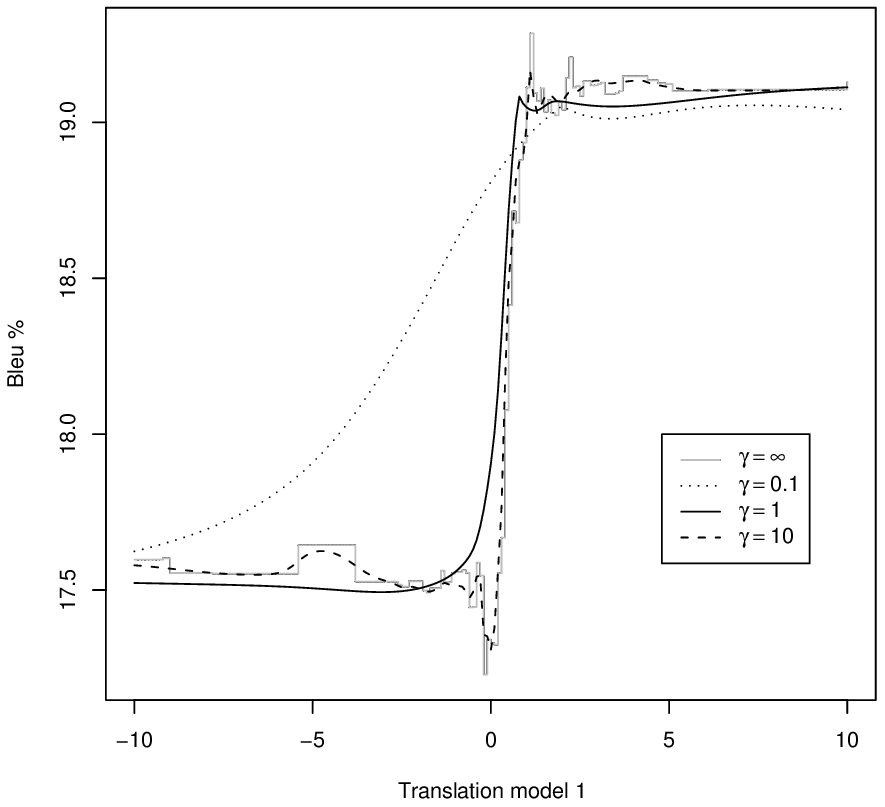 Bleu %
19.0
18.5
18.0
17.5
γ = ∞
γ = 0.1
γ = 1
γ = 10
−10 −5 0 5 10
Translation model 1